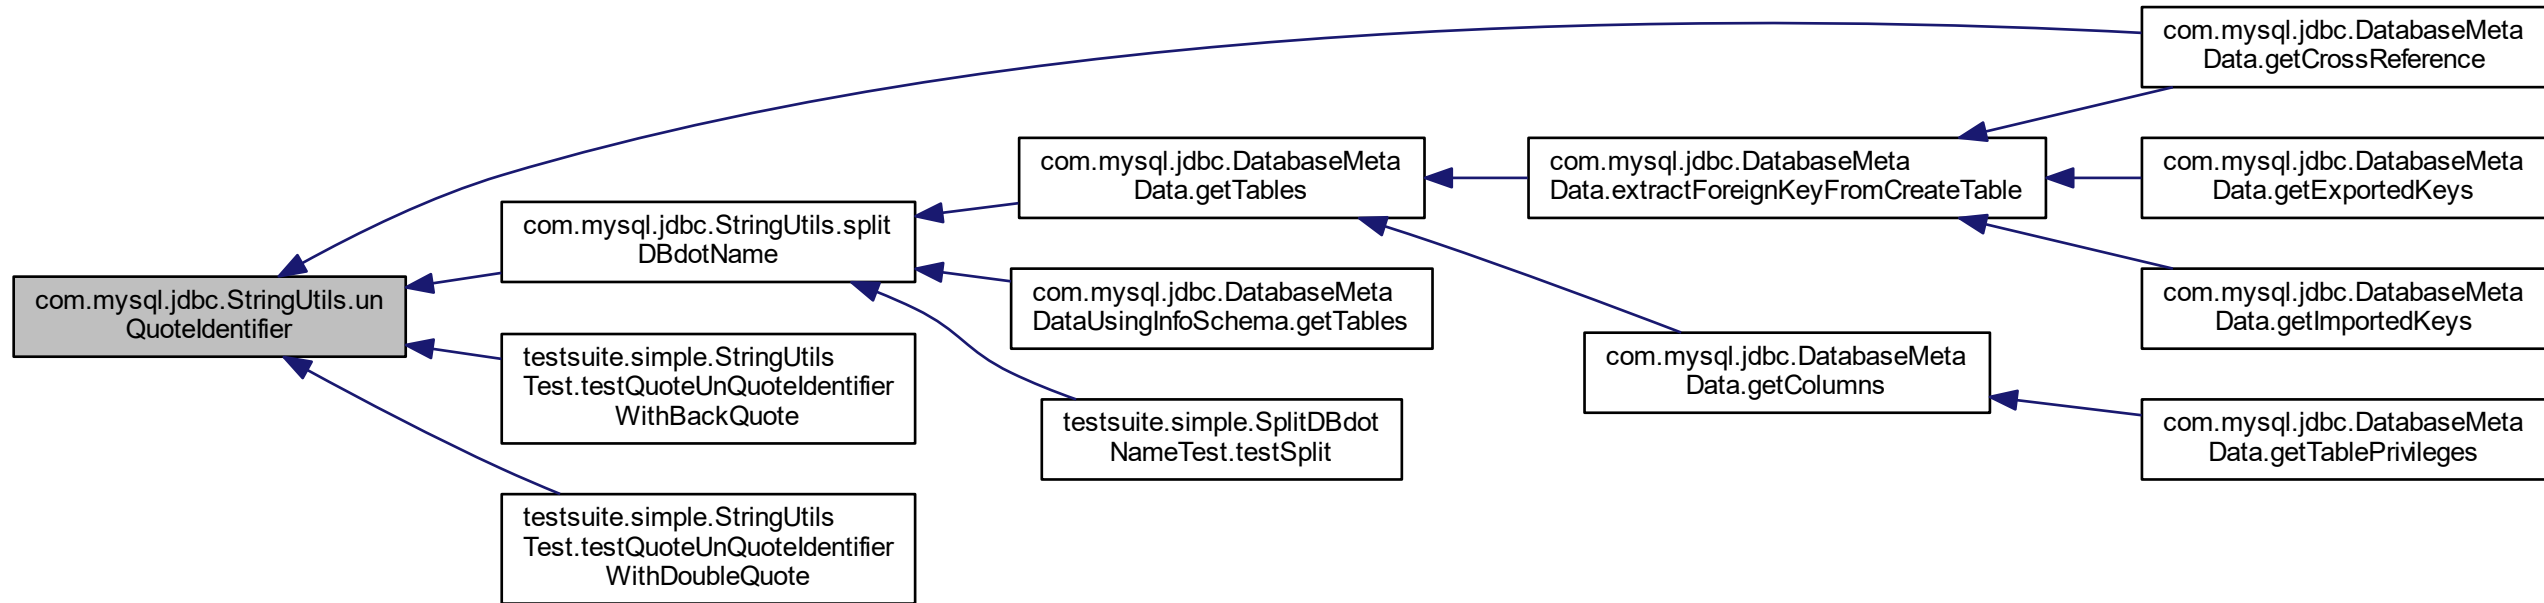 com.mysql.jdbc.StringUtils.un
QuoteIdentifier
com.mysql.jdbc.StringUtils.split
DBdotName
testsuite.simple.StringUtils
Test.testQuoteUnQuoteIdentifier
WithBackQuote
testsuite.simple.StringUtils
Test.testQuoteUnQuoteIdentifier
WithDoubleQuote
com.mysql.jdbc.DatabaseMeta
Data.getTables
com.mysql.jdbc.DatabaseMeta
DataUsingInfoSchema.getTables
testsuite.simple.SplitDBdot
NameTest.testSplit
com.mysql.jdbc.DatabaseMeta
Data.extractForeignKeyFromCreateTable
com.mysql.jdbc.DatabaseMeta
Data.getColumns
com.mysql.jdbc.DatabaseMeta
Data.getCrossReference
com.mysql.jdbc.DatabaseMeta
Data.getExportedKeys
com.mysql.jdbc.DatabaseMeta
Data.getImportedKeys
com.mysql.jdbc.DatabaseMeta
Data.getTablePrivileges